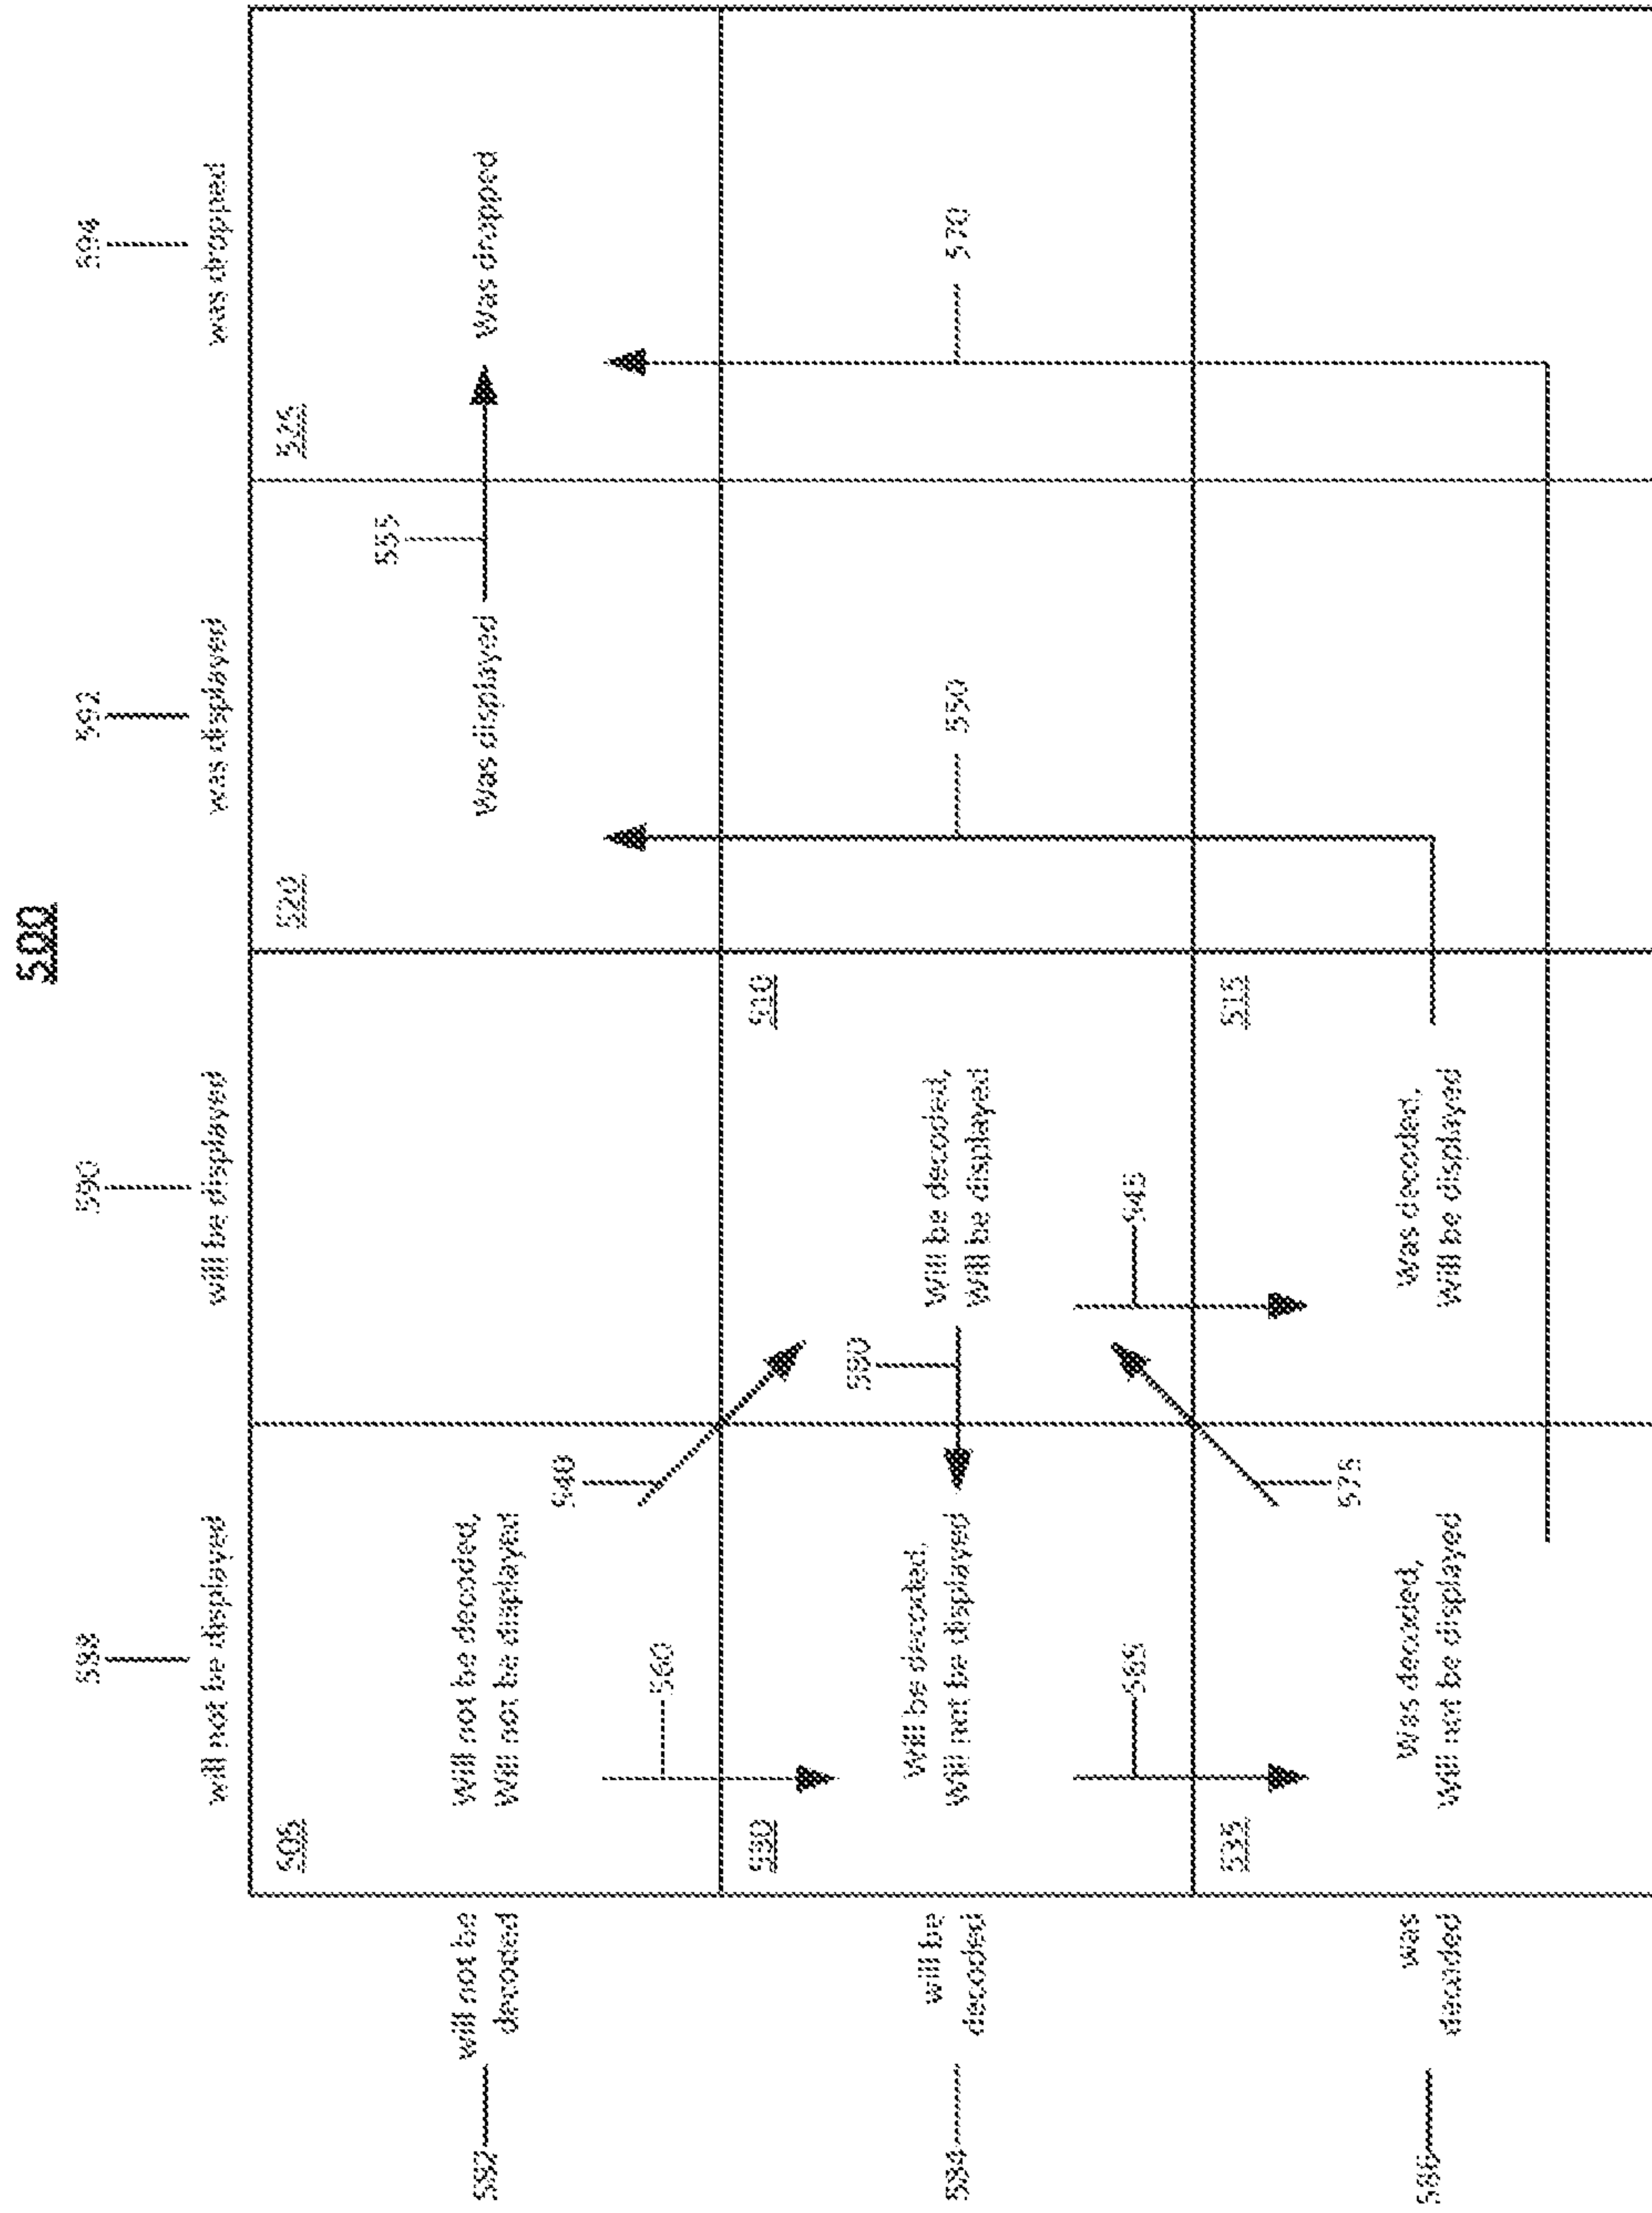 500
588
590
592
594
will not be displayed
will be displayed
was displayed
was dropped
582
will not be
decoded
505
Will not be decoded,
Will not be displayed
540
560
520
Was displayed
555
525
Was dropped
584
will be
decoded
530
Will be decoded,
Will not be displayed
565
580
510
Will be decoded,
Will be displayed
545
550
570
586
was
decoded
535
Was decoded,
Will not be displayed
575
515
Was decoded,
Will be displayed